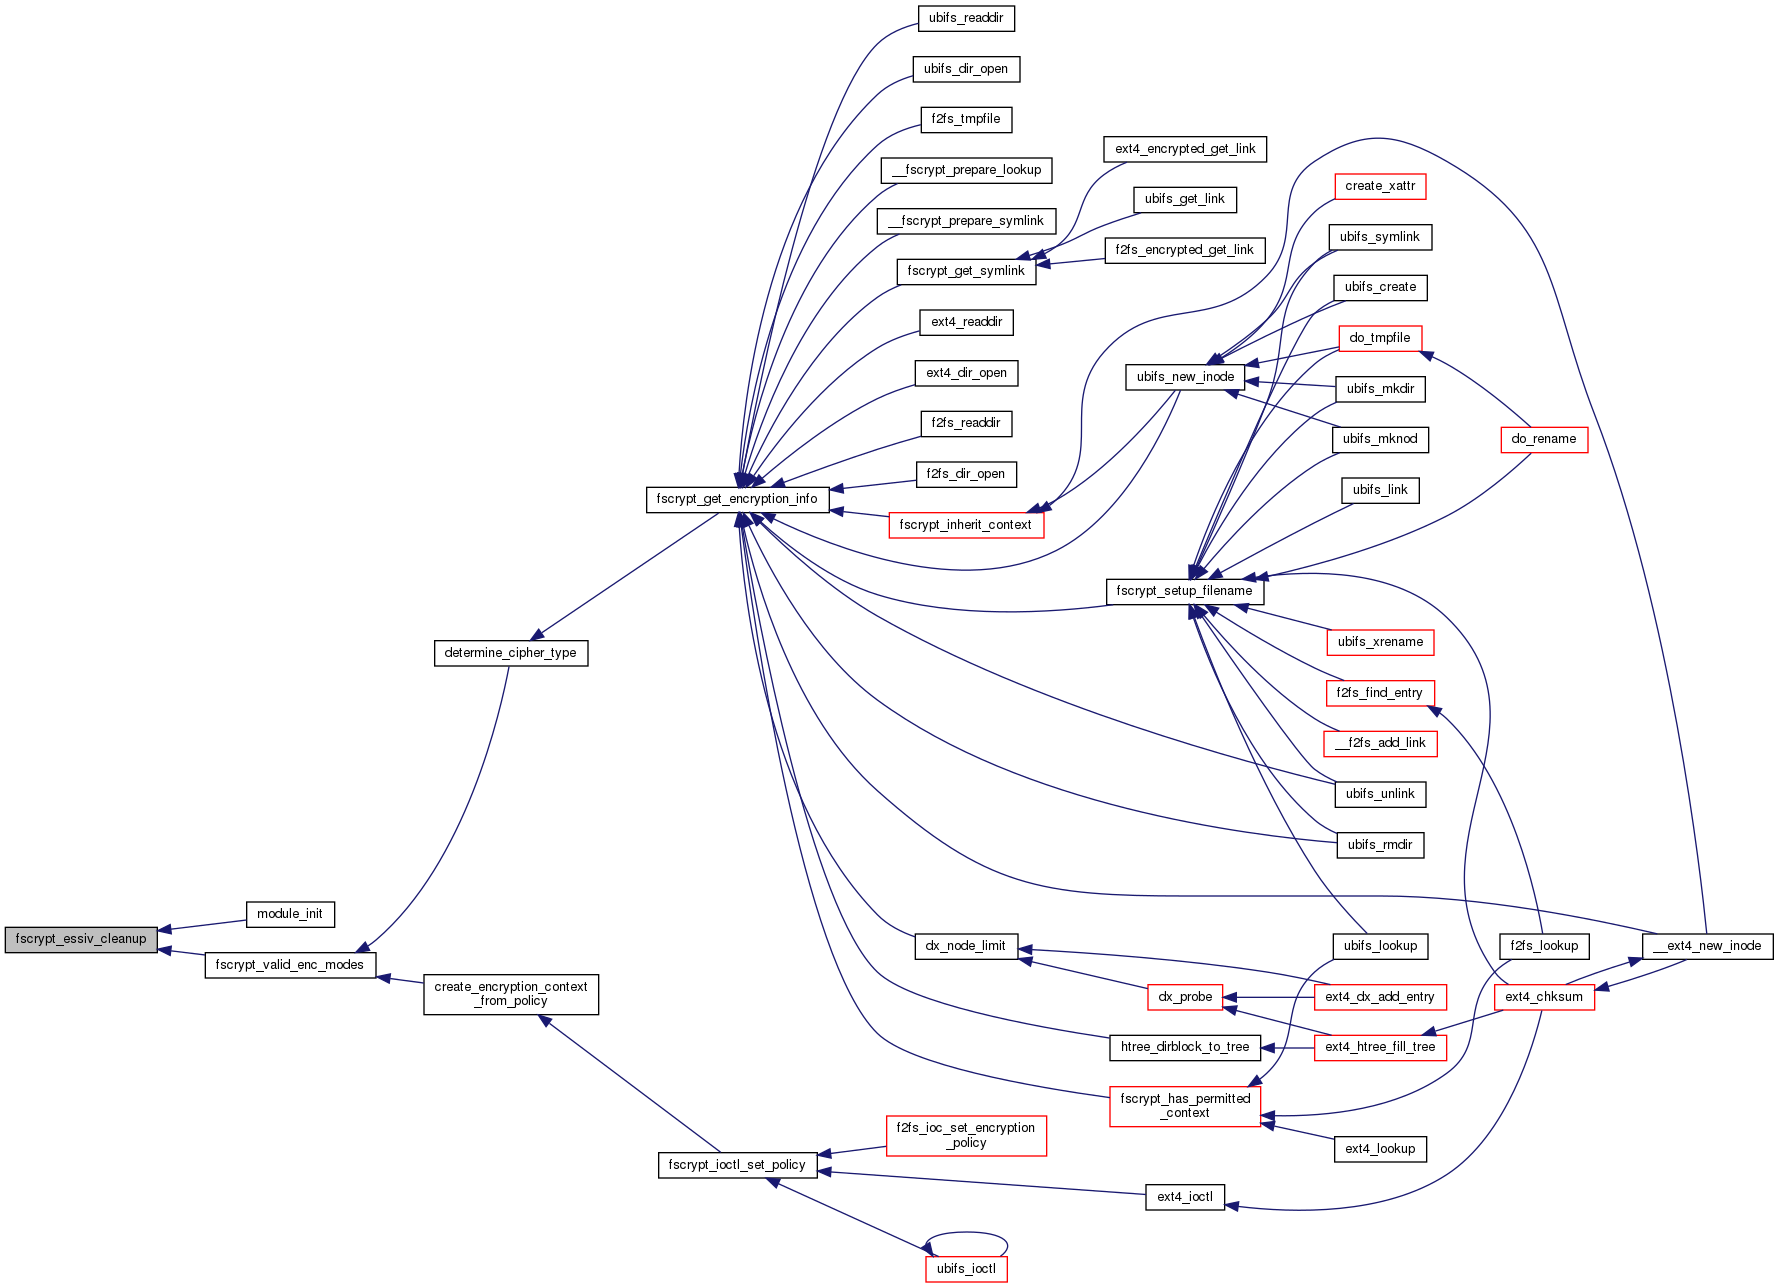 ubifs_readdir
ubifs_dir_open
f2fs_tmpfile
__fscrypt_prepare_lookup
__fscrypt_prepare_symlink
fscrypt_get_symlink
ext4_readdir
ext4_dir_open
f2fs_readdir
f2fs_dir_open
fscrypt_get_encryption_info
fscrypt_inherit_context
ext4_encrypted_get_link
ubifs_get_link
f2fs_encrypted_get_link
create_xattr
ubifs_symlink
ubifs_create
do_tmpfile
ubifs_new_inode
ubifs_mkdir
ubifs_mknod
do_rename
ubifs_link
fscrypt_setup_filename
ubifs_xrename
f2fs_find_entry
__f2fs_add_link
ubifs_unlink
ubifs_rmdir
determine_cipher_type
module_init
fscrypt_essiv_cleanup
fscrypt_valid_enc_modes
create_encryption_context
_from_policy
dx_node_limit
ubifs_lookup
f2fs_lookup
__ext4_new_inode
dx_probe
ext4_dx_add_entry
ext4_chksum
htree_dirblock_to_tree
ext4_htree_fill_tree
fscrypt_has_permitted
_context
f2fs_ioc_set_encryption
_policy
ext4_lookup
fscrypt_ioctl_set_policy
ext4_ioctl
ubifs_ioctl